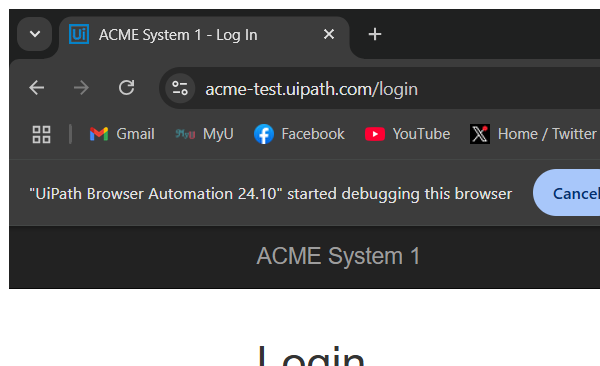 Ui ACME System 1 - Log In
acme-test.uipath.com/login
Gmail MyU Facebook YouTube Home / Twitter
"UiPath Browser Automation 24.10" started debugging this browser Cancel
ACME System 1
Login